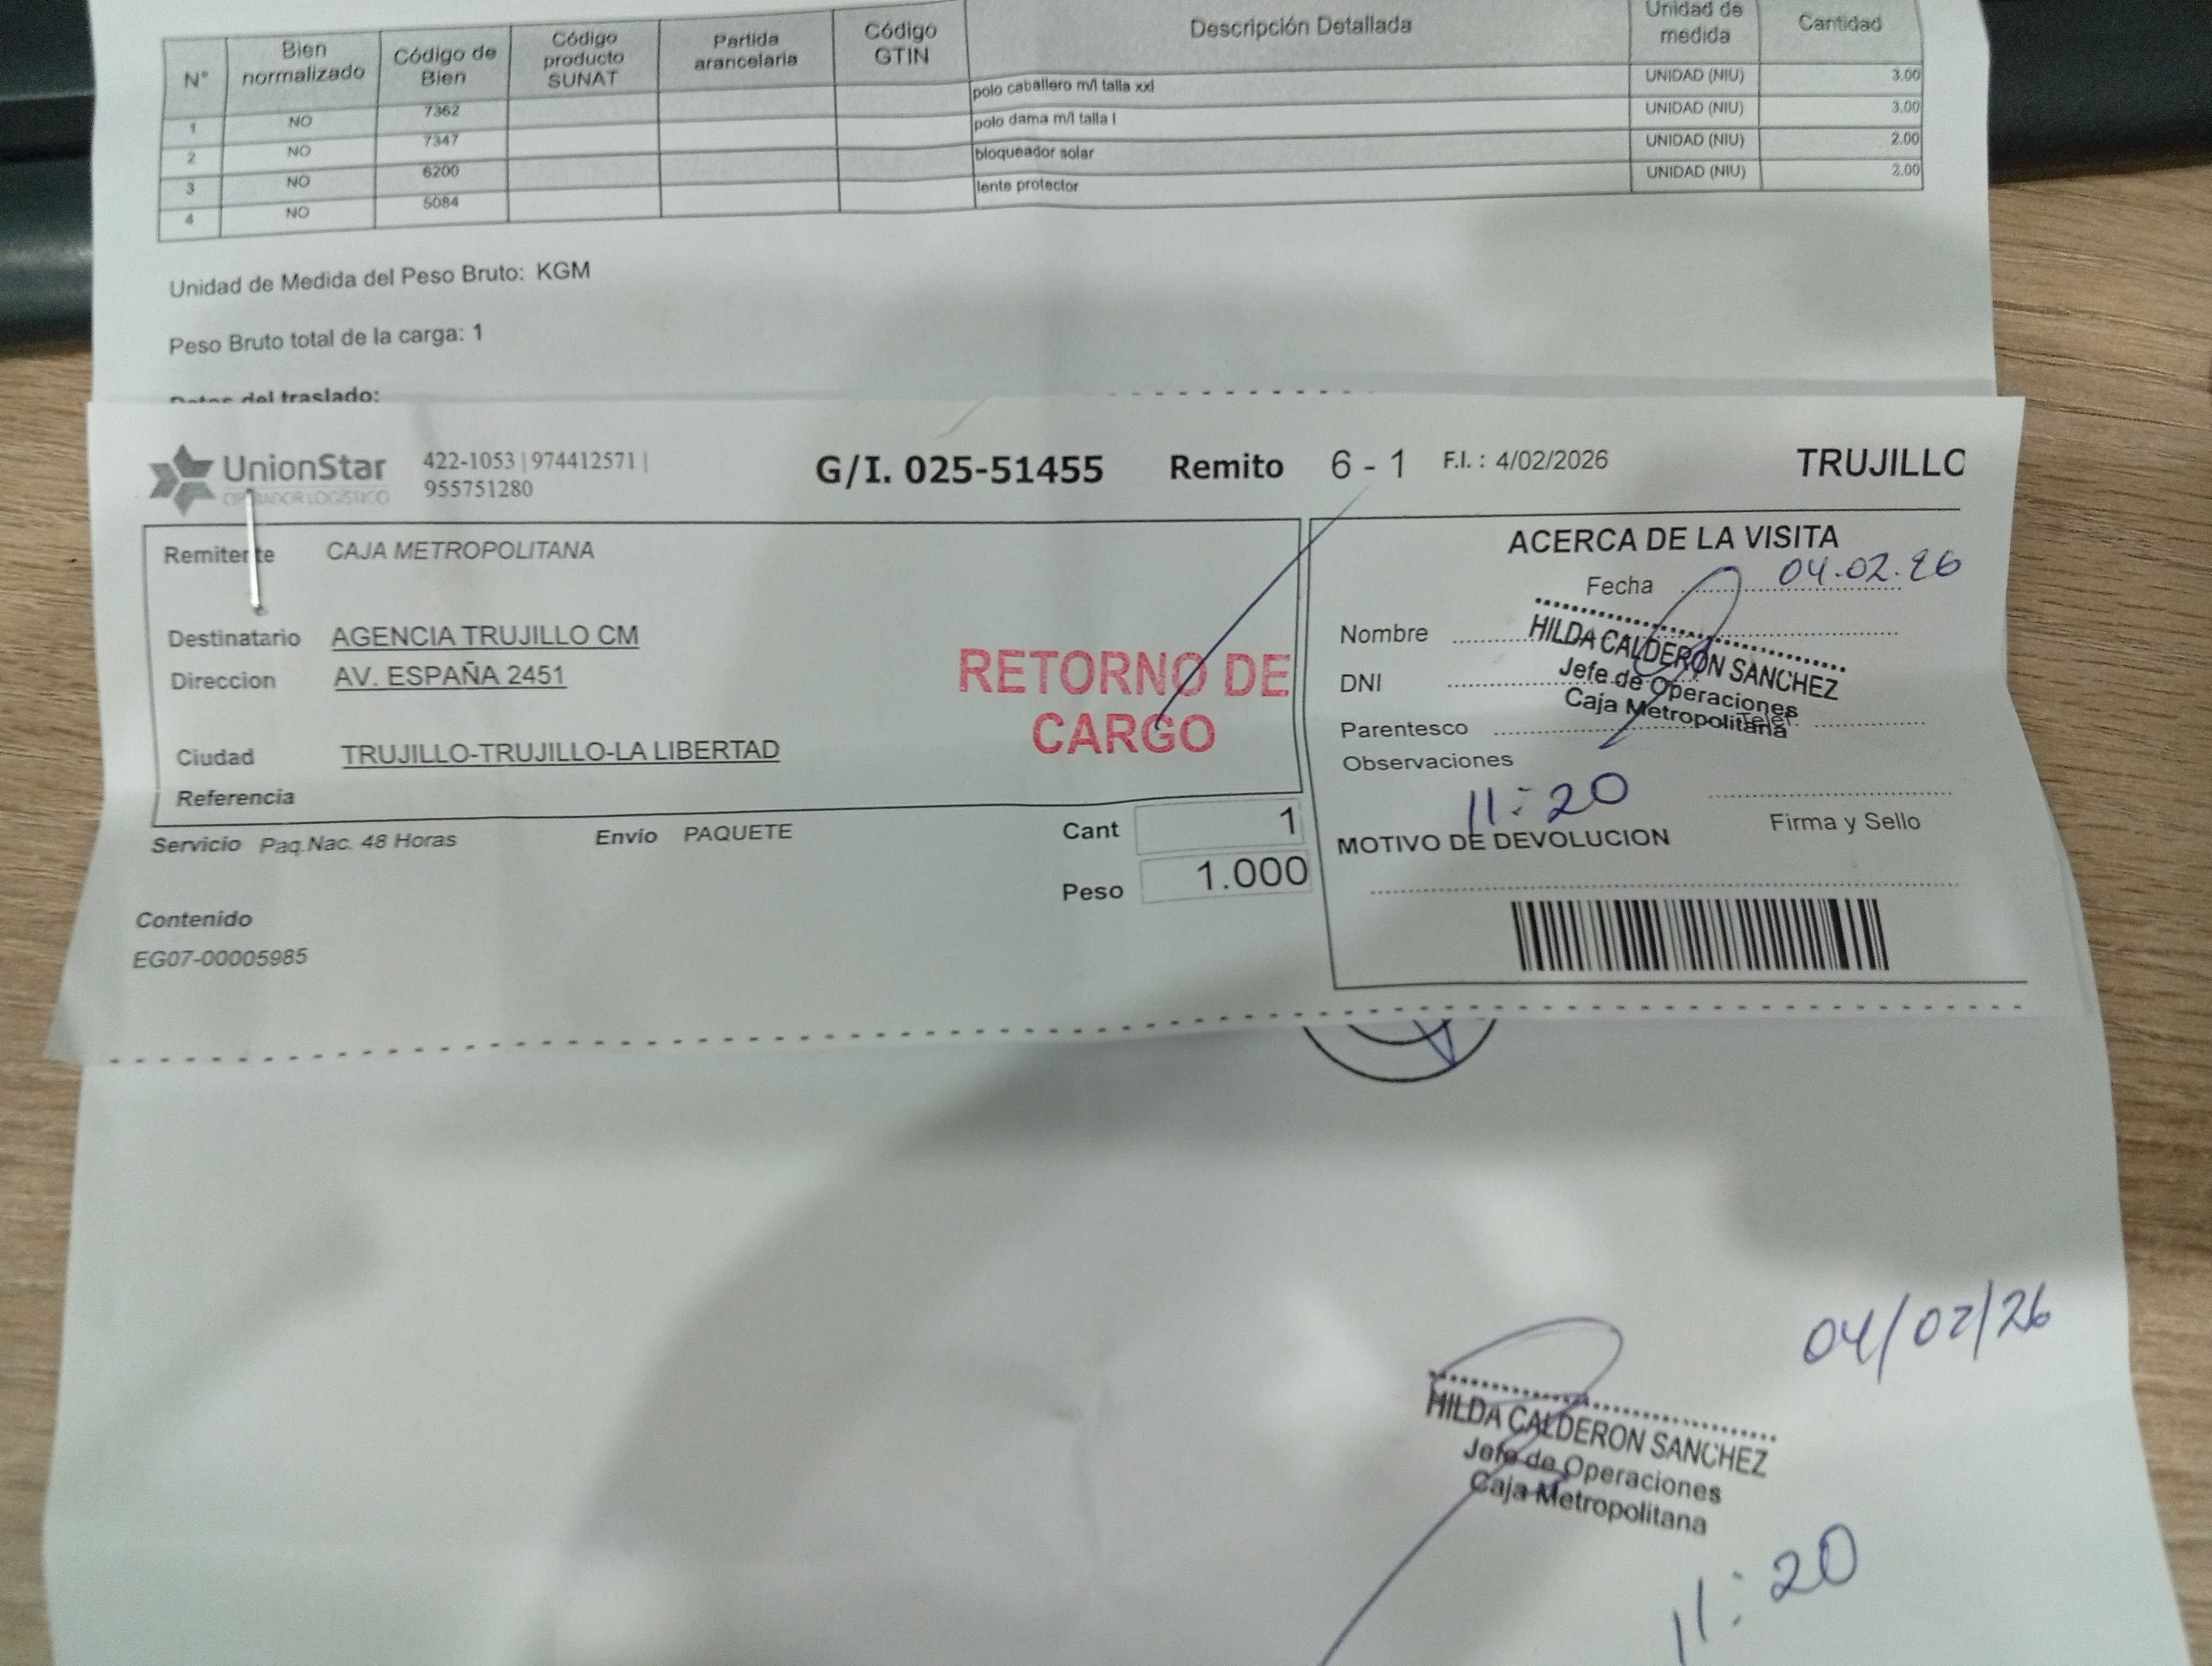 N° Bien normalizado Código de Bien Código producto SUNAT Partida arancelaria Código GTIN Descripción Detallada Unidad de medida Cantidad
1 NO 7362 polo caballero m/l talla xxl UNIDAD (NIU) 3.00
2 NO 7347 polo dama m/l talla l UNIDAD (NIU) 3.00
3 NO 6200 bloqueador solar UNIDAD (NIU) 2.00
4 NO 5084 lente protector UNIDAD (NIU) 2.00
Unidad de Medida del Peso Bruto: KGM
Peso Bruto total de la carga: 1
Datos del traslado:
UnionStar
OPERADOR LOGÍSTICO
422-1053 | 974412571 |
955751280
G/I. 025-51455 Remito 6 - 1 F.I. : 4/02/2026 TRUJILLO
Remitente CAJA METROPOLITANA
Destinatario AGENCIA TRUJILLO CM
Direccion AV. ESPAÑA 2451
Ciudad TRUJILLO-TRUJILLO-LA LIBERTAD
Referencia
RETORNO DE
CARGO
Servicio Paq.Nac. 48 Horas Envío PAQUETE
Cant 1
Peso 1.000
Contenido
EG07-00005985
ACERCA DE LA VISITA
Fecha 04.02.26
Nombre
HILDA CALDERON SANCHEZ
Jefe de Operaciones
Caja Metropolitana
DNI
Parentesco Telef.
Observaciones
11:20
Firma y Sello
MOTIVO DE DEVOLUCION
04/02/26
HILDA CALDERON SANCHEZ
Jefe de Operaciones
Caja Metropolitana
11:20